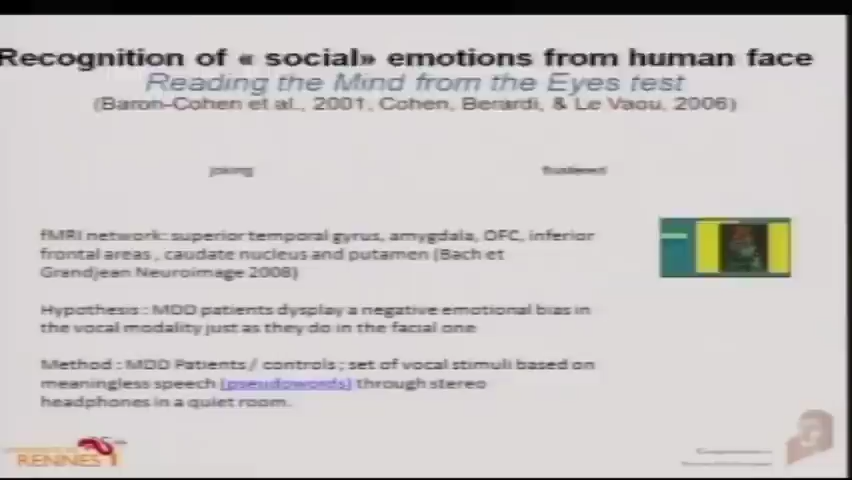 Recognition of « social» emotions from human face
Reading the Mind from the Eyes test
(Baron-Cohen et al., 2001, Cohen, Berardi, & Le Vaou, 2006)
joking
flustered
fMRI network: superior temporal gyrus, amygdala, OFC, inferior
frontal areas , caudate nucleus and putamen (Bach et
Grandjean Neuroimage 2008)
Hypothesis : MDD patients dysplay a negative emotional bias in
the vocal modality just as they do in the facial one
Method : MDD Patients / controls ; set of vocal stimuli based on
meaningless speech (pseudowords) through stereo
headphones in a quiet room.
RENNES 1